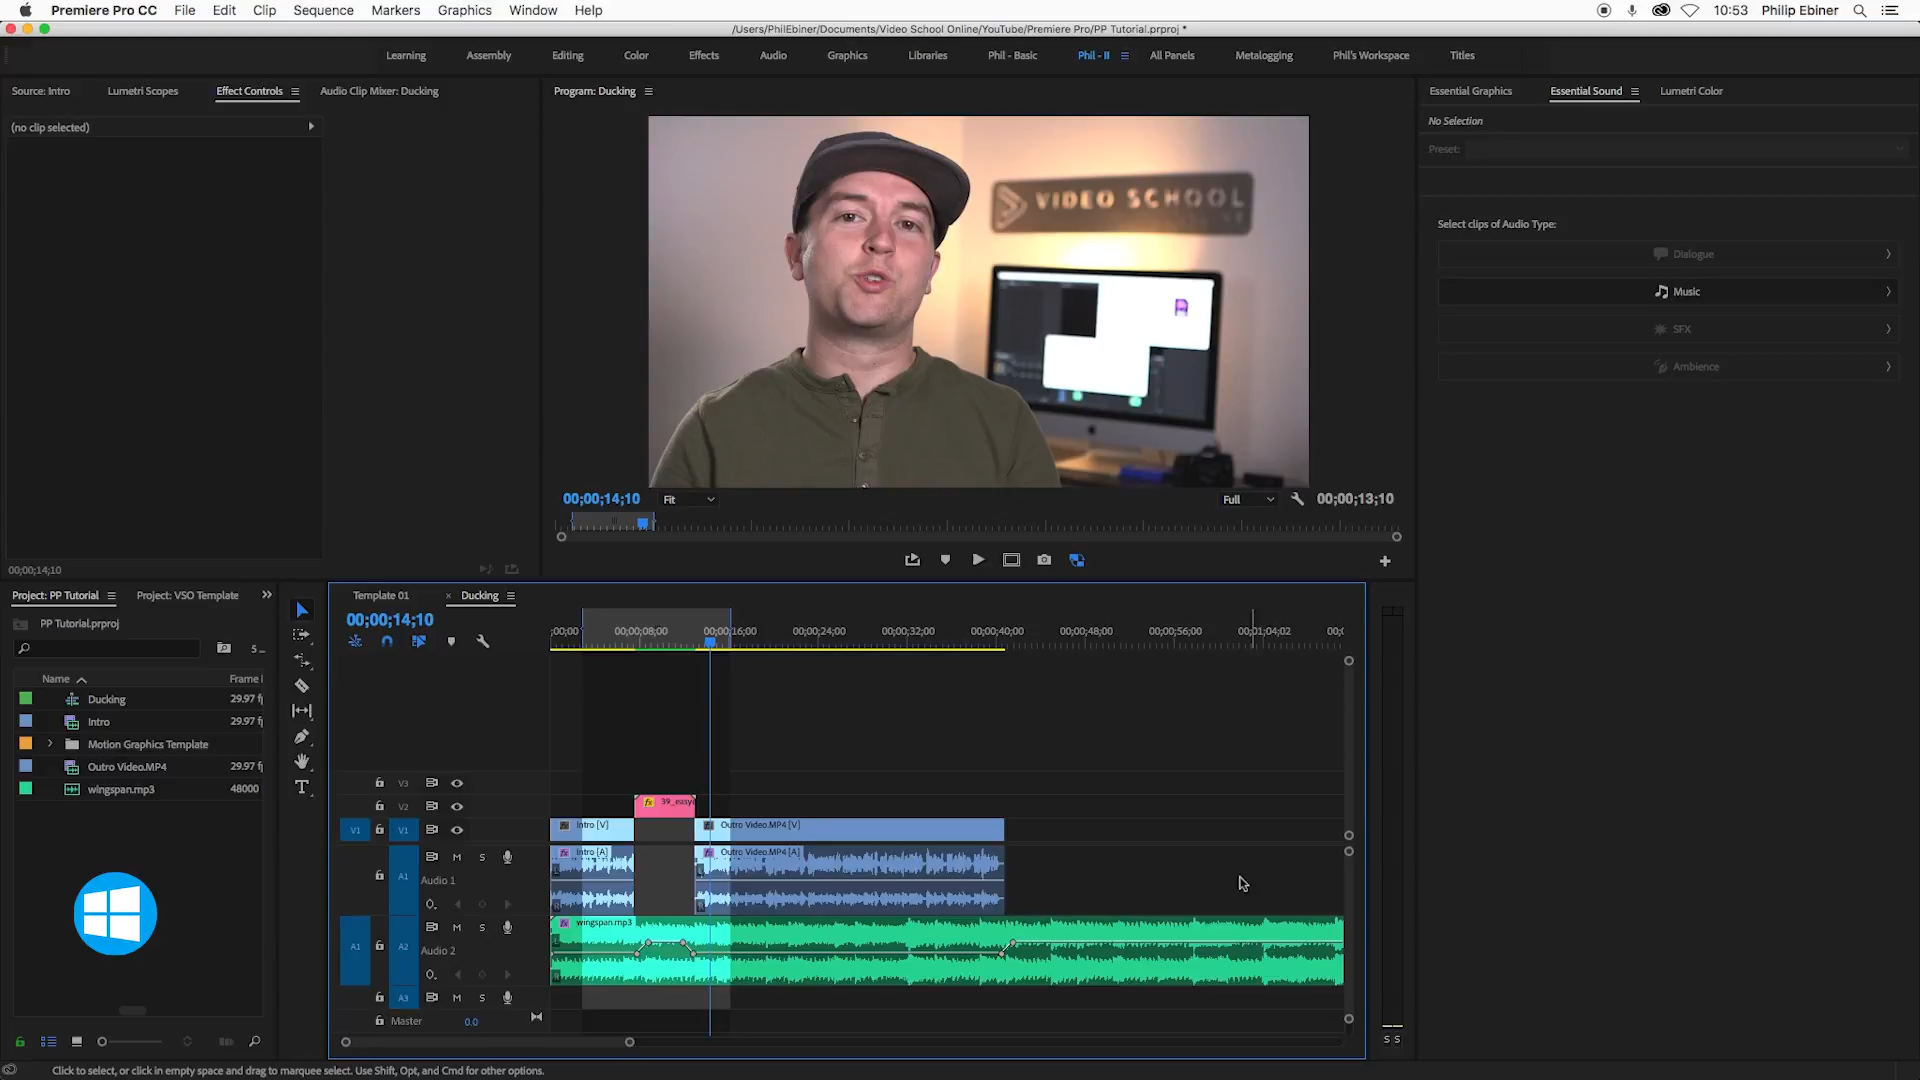 Premiere Pro CC File Edit Clip Sequence Markers Graphics Window Help 10:53 Philip Ebiner
/Users/PhilEbiner/Documents/Video School Online/YouTube/Premiere Pro/PP Tutorial.prproj *
Learning Assembly Editing Color Effects Audio Graphics Libraries Phil - Basic Phil - II All Panels Metalogging Phil's Workspace Titles
Source: Intro Lumetri Scopes Effect Controls Audio Clip Mixer: Ducking Program: Ducking Essential Graphics Essential Sound Lumetri Color
(no clip selected)
No Selection
Preset:
VIDEO SCHOOL
Select clips of Audio Type:
Dialogue
Music
SFX
Ambience
00;00;14;10 Fit Full 00;00;13;10
00;00;14;10
Project: PP Tutorial Project: VSO Template
PP Tutorial.prproj
5...
Name Frame
Ducking 29.97 f
Intro 29.97 f
Motion Graphics Template
Outro Video.MP4 29.97 f
wingspan.mp3 48000
Template 01 × Ducking
00;00;14;10
;00;00 00;00;08;00 00;00;16;00 00;00;24;00 00;00;32;00 00;00;40;00 00;00;48;00 00;00;56;00 00;01;04;02 00;0
V3
V2 fx 39_easy
V1 V1 fx Intro [V] fx Outro Video.MP4 [V]
M S fx Intro [A] fx Outro Video.MP4 [A]
A1 Audio 1
M S fx wingspan.mp3
A1 A2 Audio 2
A3 M S
Master 0.0
S S
L
R
L
R
L
R
Click to select, or click in empty space and drag to marquee select. Use Shift, Opt, and Cmd for other options.